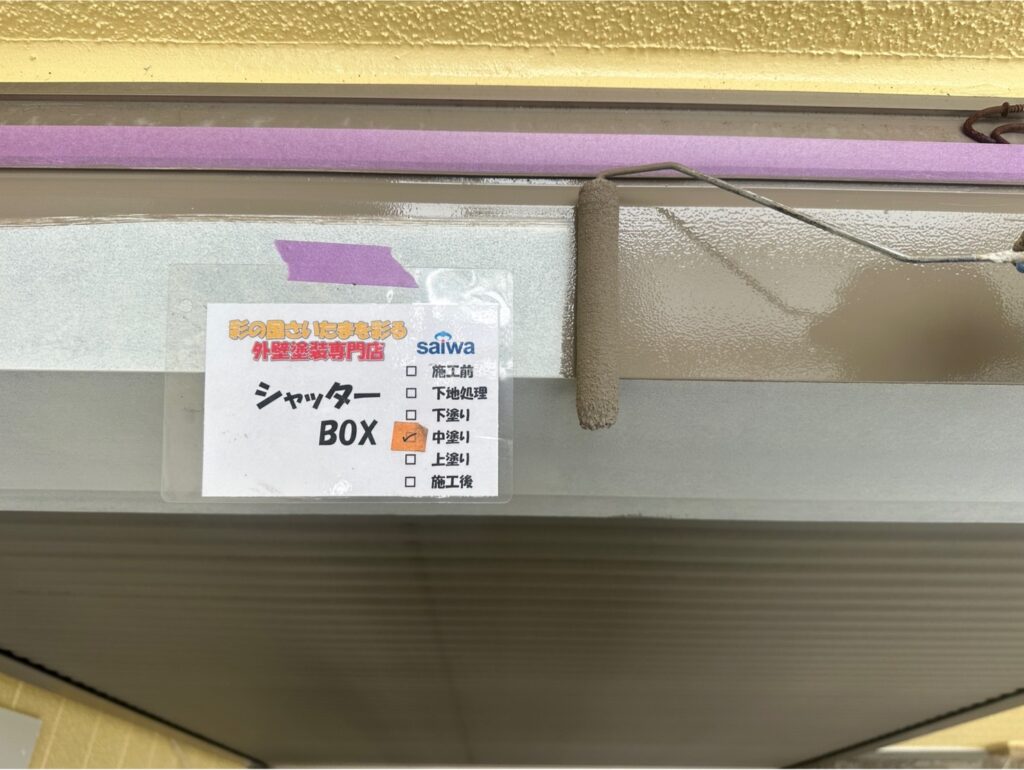 彩の国さいたまを彩る
外壁塗装専門店
saiwa
シャッター
BOX
□ 施工前
□ 下地処理
□ 下塗り
☑ 中塗り
□ 上塗り
□ 施工後